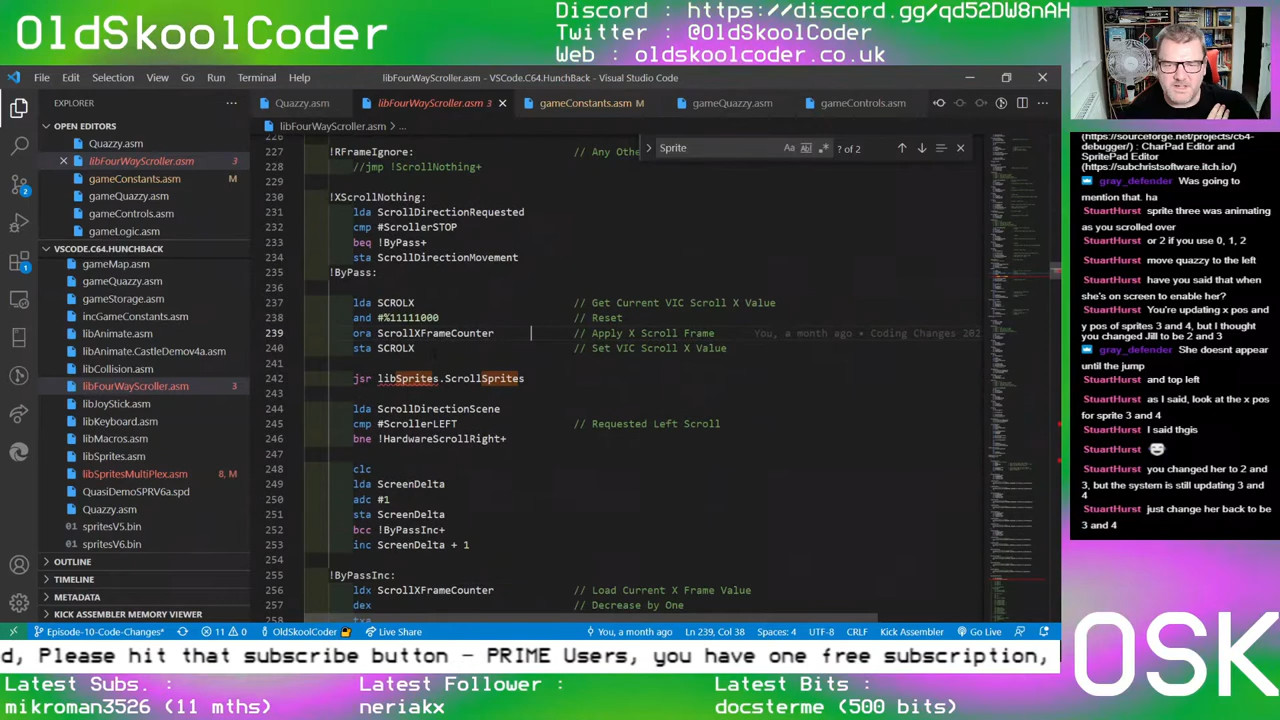 OldSkoolCoder
Discord : https://discord.gg/qd52DW8nAH
Twitter : @OldSkoolCoder
Web : oldskoolcoder.co.uk
File Edit Selection View Go Run Terminal Help
libFourWayScroller.asm - VSCode.C64.HunchBack - Visual Studio Code
EXPLORER
OPEN EDITORS
Quazzy.asm
libFourWayScroller.asm 3
gameConstants.asm M
gameQuazzy.asm
gameControls.asm
gameLogic.asm
VSCODE.C64.HUNCHBACK
gameMap.asm
gameQuazzy.asm
gameStorage.asm
incGameConstants.asm
libAnimate.asm
libAnimate.CastleDemov4a.asm
libCollision.asm
libFourWayScroller.asm 3
libJoyStick.asm
libKeyboard.asm
libMacros.asm
libSprites.asm
libSpritesMultiPlex.asm 8, M
QuasiDemoSPRV6a.spd
Quazzy.asm
spritesV5.bin
spritesV6.bin
OUTLINE
TIMELINE
METADATA
KICK ASSEMBLER MEMORY VIEWER
Quazzy.asm
libFourWayScroller.asm 3
gameConstants.asm M
gameQuazzy.asm
gameControls.asm
libFourWayScroller.asm > ...
Sprite
? of 2
226
227 !RFrameIgnore: // Any Othe
228 //jmp !ScrollNothing+
229
230 !XScrollNothing:
231 lda ScrollDirectionRequested
232 cmp #ScrollerSTOP
233 beq !ByPass+
234 sta ScrollDirectionMovement
235 !ByPass:
236
237 lda SCROLX // Get Current VIC Scroll X Value
238 and #%11111000 // Reset
239 ora ScrollXFrameCounter // Apply X Scroll Frame You, a month ago • Coding Changes 202
240 sta SCROLX // Set VIC Scroll X Value
241
242 jsr libSprites.ScrollSprites
243
244 lda ScrollDirectionScene
245 cmp #ccrollerLEFT // Requested Left Scroll
246 bne !HardwareScrollRight+
247
248 clc
249 lda ScreenDelta
250 adc #1
251 sta ScreenDelta
252 bcc !ByPassInc+
253 inc ScreenDelta + 1
254
255 !ByPassInc:
256 ldx ScrollXFrameCounter // Load Current X Frame Value
257 dex // Decrease by One
258 txa
Episode-10-Code-Changes* 11 0 OldSkoolCoder Live Share
You, a month ago Ln 239, Col 38 Spaces: 4 UTF-8 CRLF Kick Assembler Go Live
(https://sourceforge.net/projects/c64-
debugger/) : CharPad Editor and
SpritePad Editor
(https://subchristsoftware.itch.io/)
gray_defender Was going to
mention that. ha
StuartHurst sprite three was animating
as you scrolled over
StuartHurst or 2 if you use 0, 1, 2
StuartHurst move quazzy to the left
StuartHurst have you said that when
she's on screen to enable her?
StuartHurst You're updating x pos and
y pos of sprites 3 and 4, but I thought
you changed Jill to be 2 and 3
gray_defender She doesnt appear
until the jump
StuartHurst and top left
StuartHurst as I said, look at the x pos
for sprite 3 and 4
StuartHurst I said thgis
StuartHurst
StuartHurst you changed her to 2 and
3, but the system is still updating 3 and
4
StuartHurst just change her back to be
3 and 4
d, Please hit that subscribe button - PRIME Users, you have one free subscription,
Latest Subs. :
mikroman3526 (11 mths)
Latest Follower :
neriakx
Latest Bits :
docsterme (500 bits)
OSK